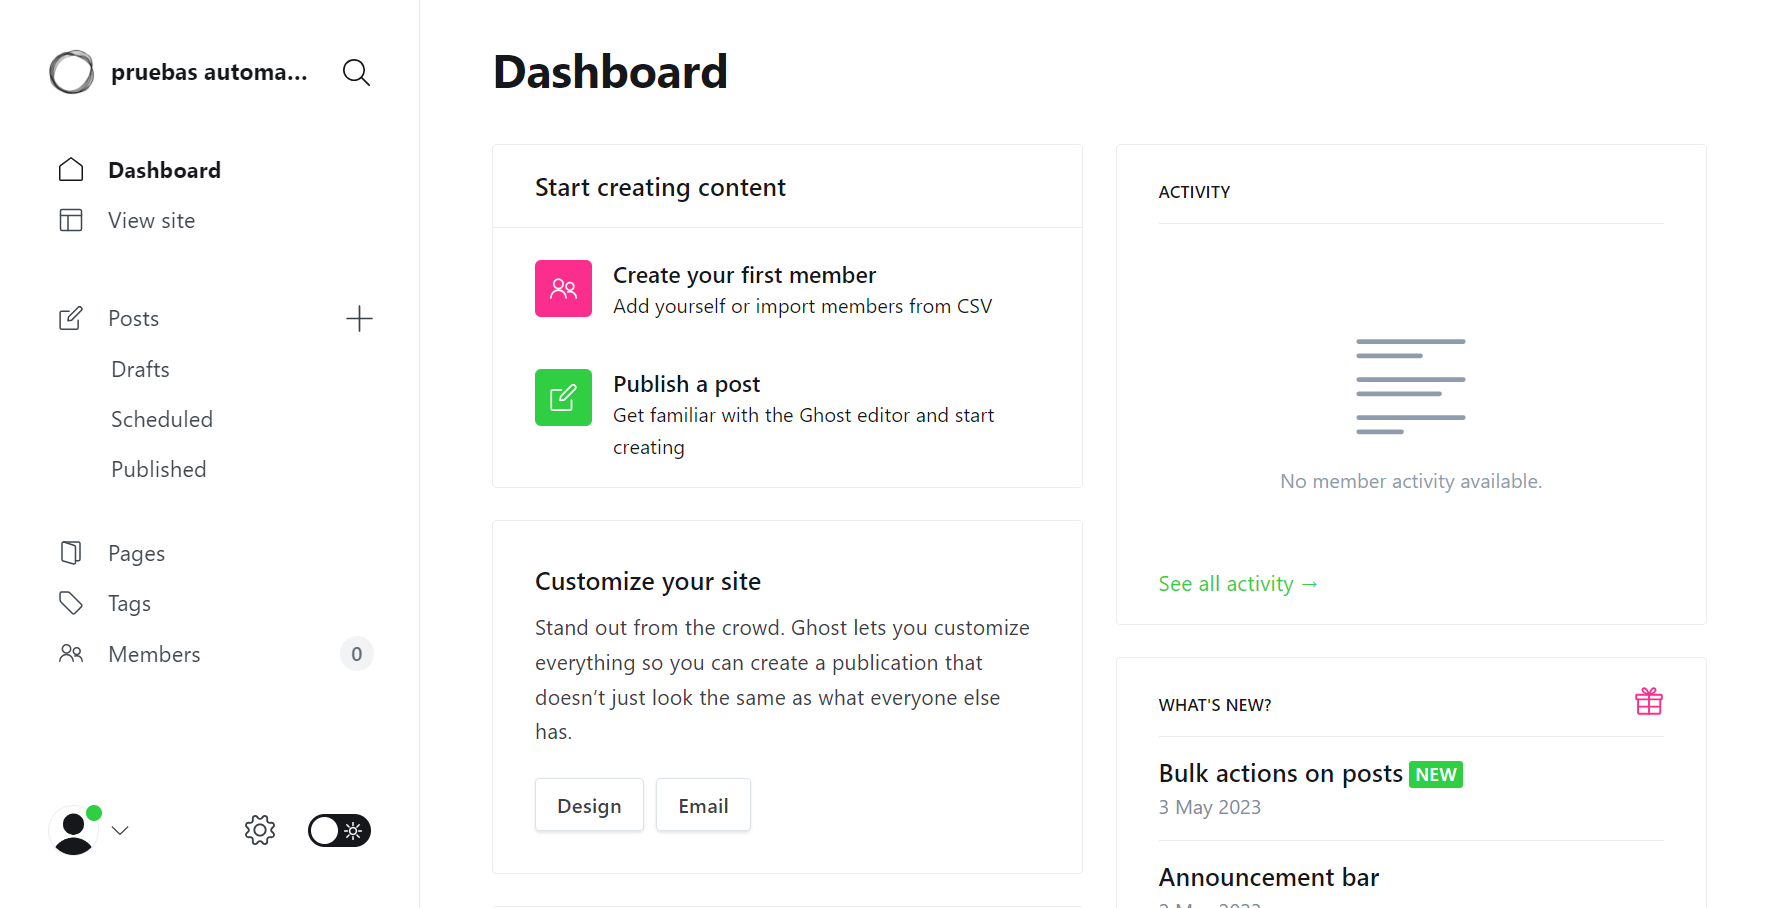 pruebas automa...
Dashboard
View site
Posts
Drafts
Scheduled
Published
Pages
Tags
Members
0
Dashboard
Start creating content
Create your first member
Add yourself or import members from CSV
Publish a post
Get familiar with the Ghost editor and start
creating
Customize your site
Stand out from the crowd. Ghost lets you customize
everything so you can create a publication that
doesn’t just look the same as what everyone else
has.
Design
Email
ACTIVITY
No member activity available.
See all activity →
WHAT'S NEW?
Bulk actions on posts NEW
3 May 2023
Announcement bar